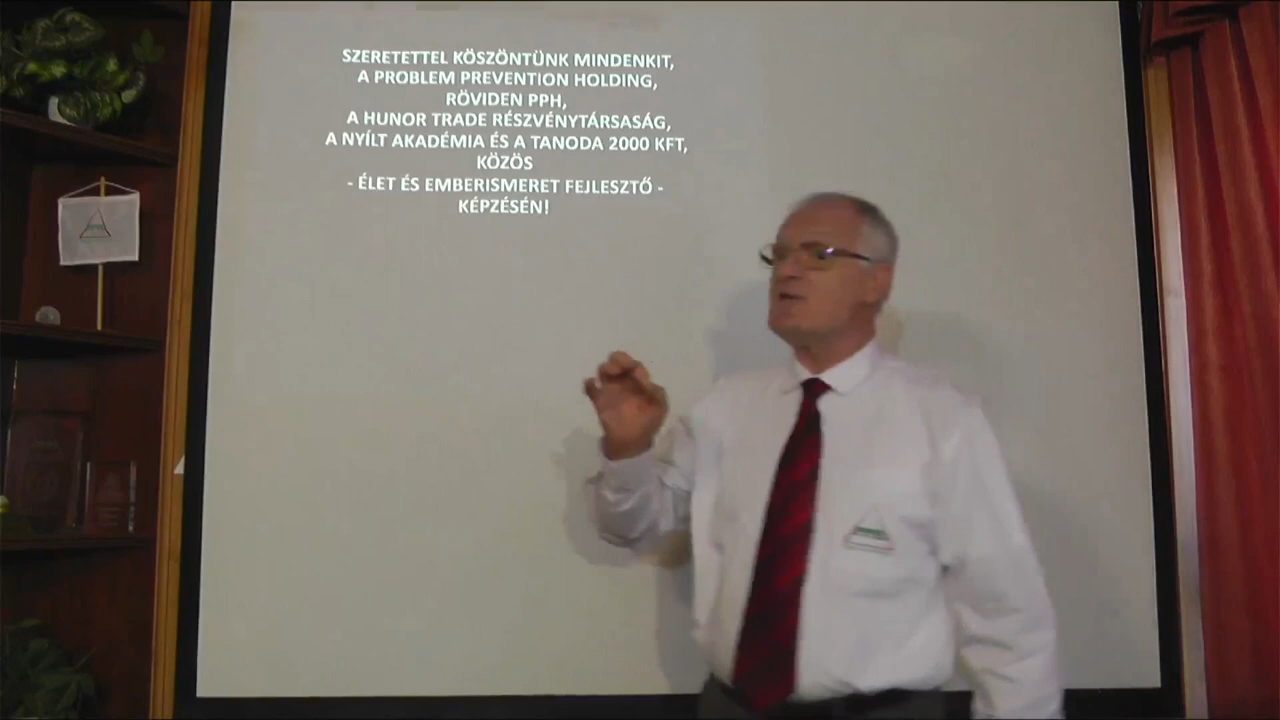 SZERETETTEL KÖSZÖNTÜNK MINDENKIT,
A PROBLEM PREVENTION HOLDING,
RÖVIDEN PPH,
A HUNOR TRADE RÉSZVÉNYTÁRSASÁG,
A NYÍLT AKADÉMIA ÉS A TANODA 2000 KFT,
KÖZÖS
- ÉLET ÉS EMBERISMERET FEJLESZTŐ -
KÉPZÉSÉN!